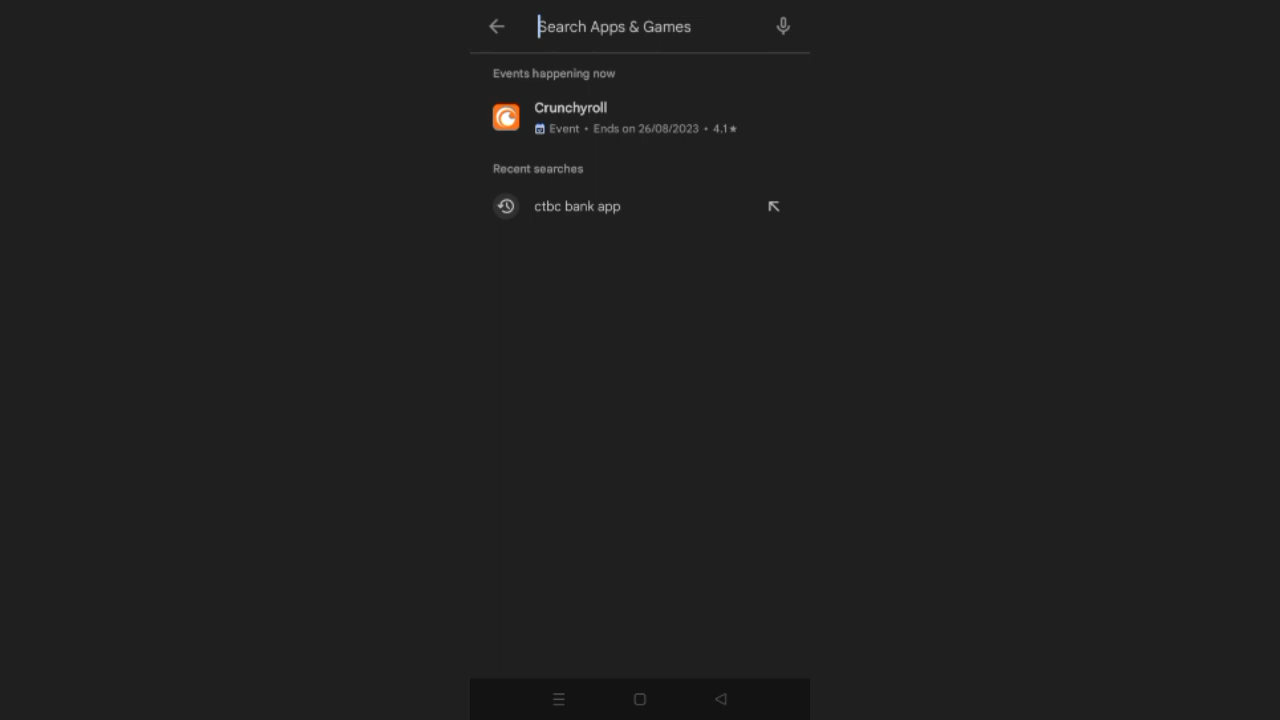 Search Apps & Games
Events happening now
Crunchyroll
Event • Ends on 26/08/2023 • 4.1★
Recent searches
ctbc bank app